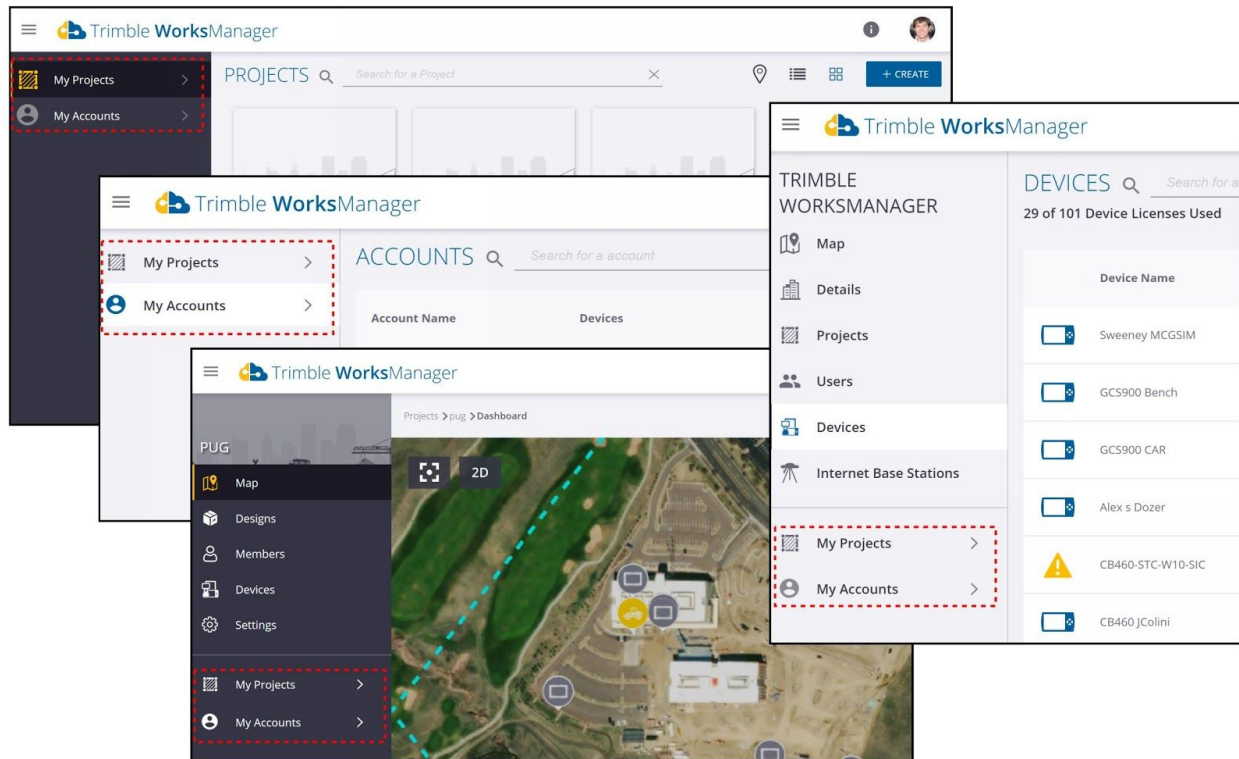 Trimble WorksManager
My Projects
My Accounts
PROJECTS
Search for a Project
+ CREATE
Trimble WorksManager
My Projects
My Accounts
ACCOUNTS
Search for a account
Account Name Devices
Trimble WorksManager
PUG
Map
Designs
Members
Devices
Settings
My Projects
My Accounts
Projects > pug > Dashboard
2D
Trimble WorksManager
TRIMBLE
WORKSMANAGER
Map
Details
Projects
Users
Devices
Internet Base Stations
My Projects
My Accounts
DEVICES
Search for a
29 of 101 Device Licenses Used
Device Name
Sweeney MCGSIM
GCS900 Bench
GCS900 CAR
Alex s Dozer
CB460-STC-W10-SIC
CB460 JColini